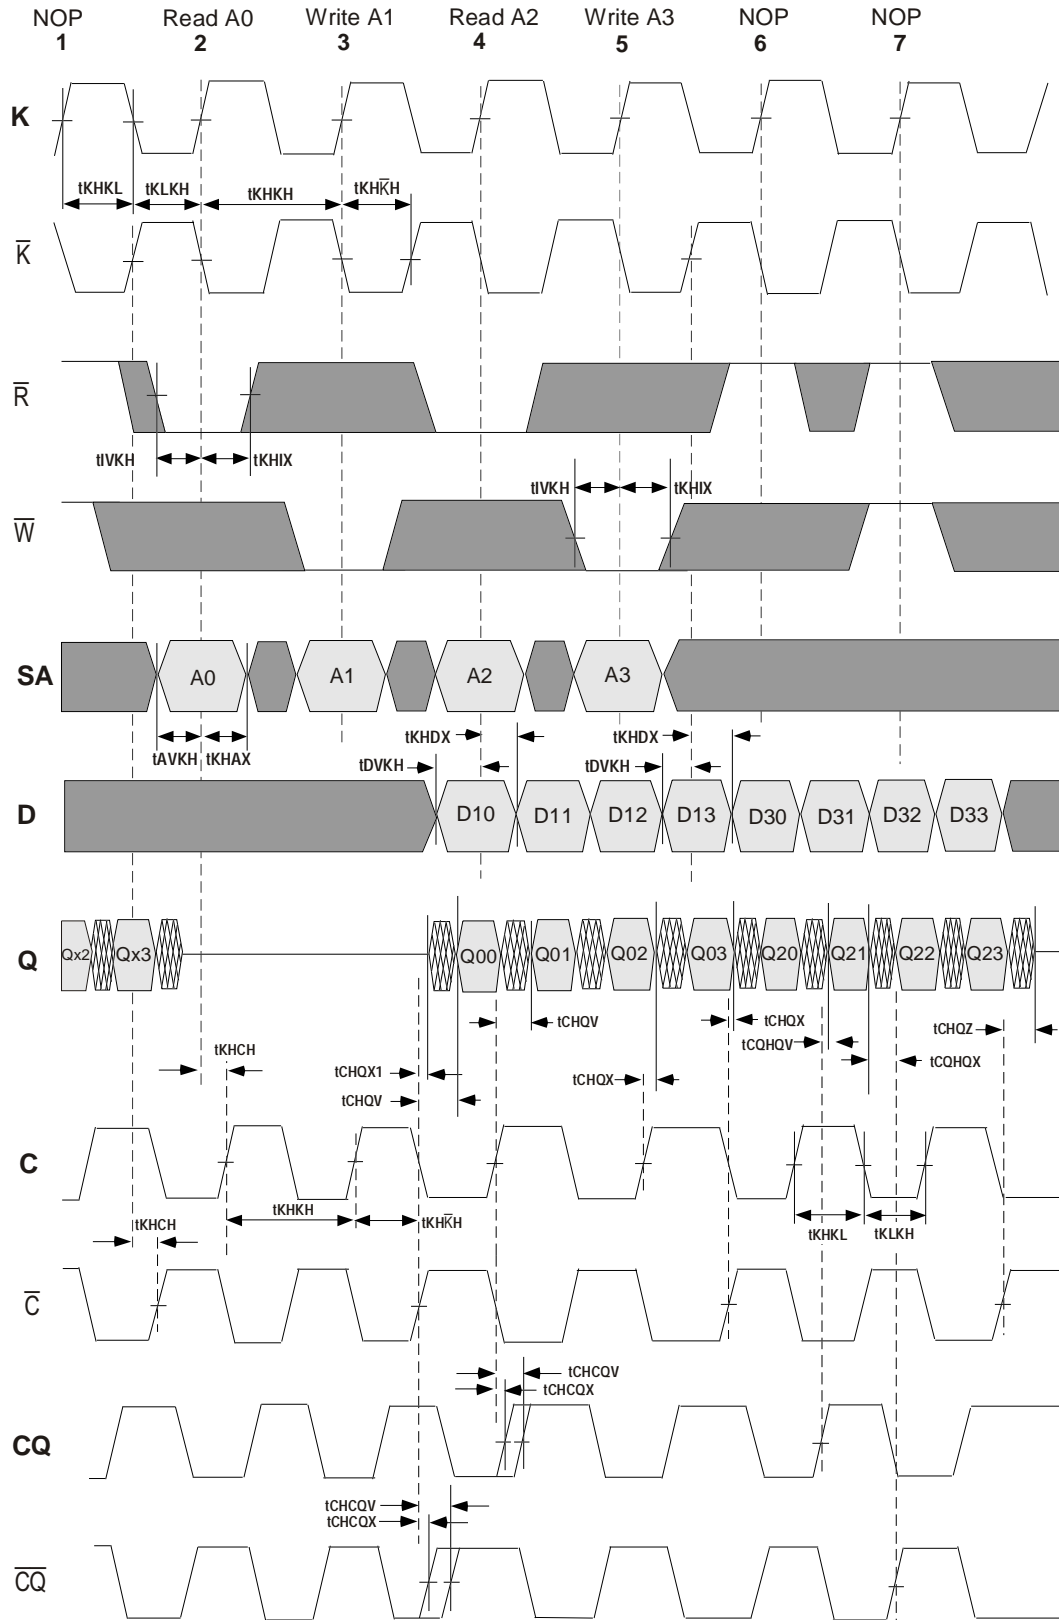 NOP Read A0 Write A1 Read A2 Write A3 NOP NOP
1 2 3 4 5 6 7
K
tKHKL tKLKH tKHKH tKHK̅H
K̅
R̅
tIVKH tKHIX
tIVKH tKHIX
W̅
SA A0 A1 A2 A3
tKHDX tKHDX
tAVKH tKHAX
tDVKH tDVKH
D D10 D11 D12 D13 D30 D31 D32 D33
Q Qx2 Qx3 Q00 Q01 Q02 Q03 Q20 Q21 Q22 Q23
tCHQV tCHQX tCHQZ
tCQHQV
tKHCH tCHQX1 tCHQX tCQHQX
tCHQV
C
tKHKH tKHK̅H tKHKL tKLKH
tKHCH
C̅
tCHCQV
tCHCQX
CQ
tCHCQV
tCHCQX
C̅Q̅